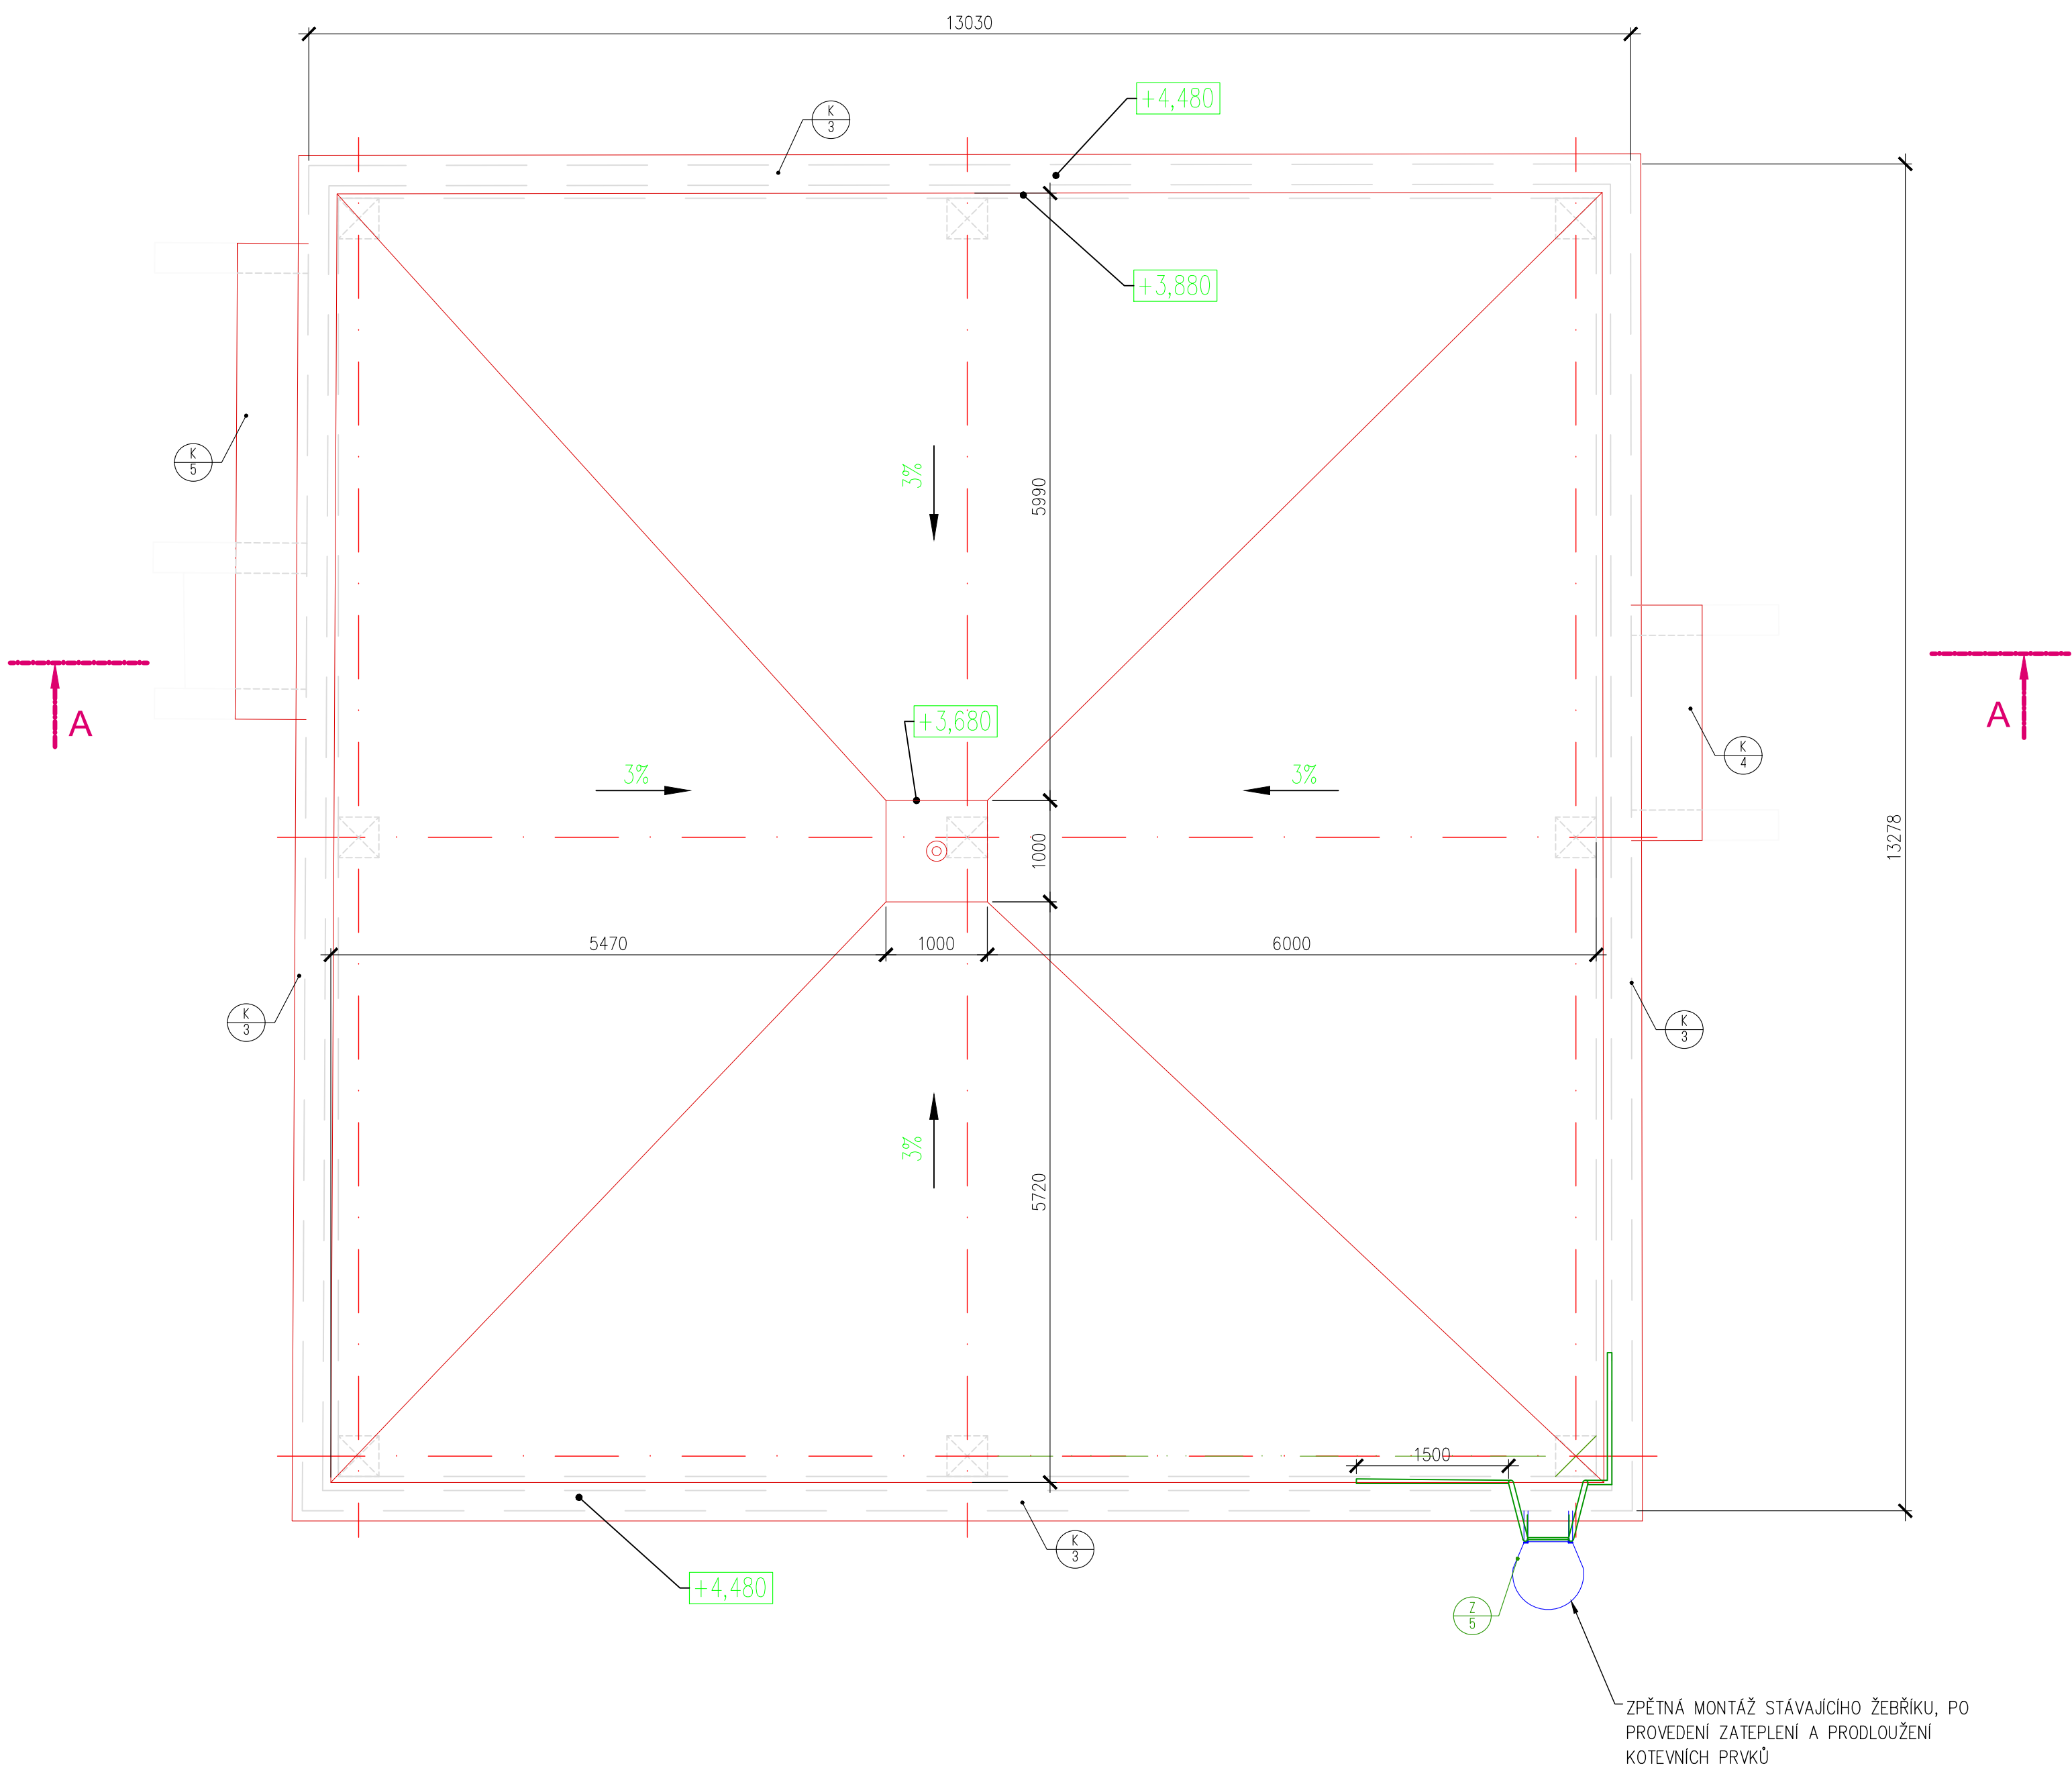 13030
+4,480
K
3
+3,880
K
5
3%
5990
+3,680
A
A
K
4
3%
3%
1000
13278
5470
1000
6000
K
3
K
3
3%
5720
1500
K
3
+4,480
Z
5
ZPĚTNÁ MONTÁŽ STÁVAJÍCÍHO ŽEBŘÍKU, PO
PROVEDENÍ ZATEPLENÍ A PRODLOUŽENÍ
KOTEVNÍCH PRVKŮ